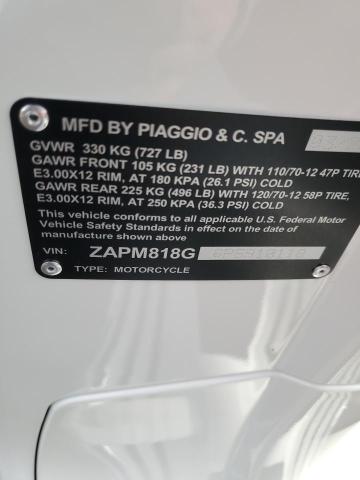 MFD BY PIAGGIO & C. SPA
GVWR 330 KG (727 LB)
GAWR FRONT 105 KG (231 LB) WITH 110/70-12 47P TIRE
E3.00X12 RIM, AT 180 KPA (26.1 PSI) COLD
GAWR REAR 225 KG (496 LB) WITH 120/70-12 58P TIRE,
E3.00X12 RIM, AT 250 KPA (36.3 PSI) COLD
This vehicle conforms to all applicable U.S. Federal Motor
Vehicle Safety Standards in effect on the date of
manufacture shown above
VIN: ZAPM818G
TYPE: MOTORCYCLE